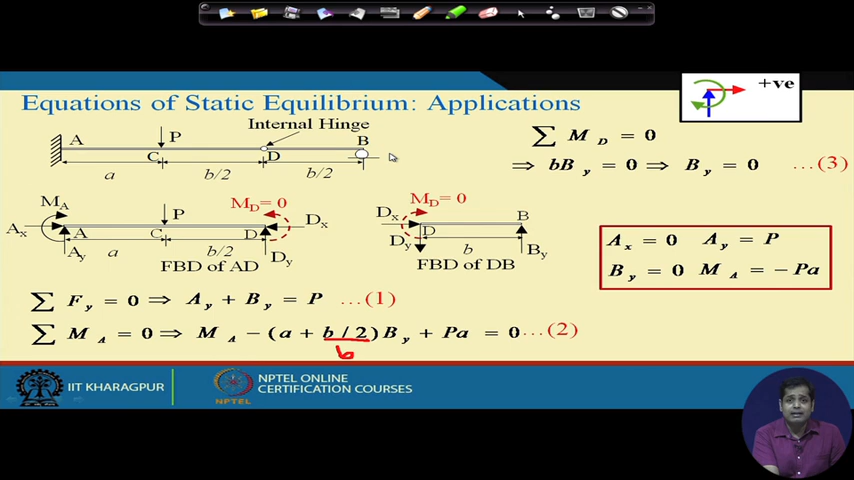 Equations of Static Equilibrium: Applications
+ve
Internal Hinge
A P B
C D
a b/2 b/2
∑ M_D = 0
⇒ bB_y = 0 ⇒ B_y = 0 ...(3)
M_A P M_D = 0 M_D = 0
A_x A C D D_x D_x D B
A_y a b/2 D_y D_y b B_y
FBD of AD FBD of DB
A_x = 0 A_y = P
B_y = 0 M_A = -Pa
∑ F_y = 0 ⇒ A_y + B_y = P ...(1)
∑ M_A = 0 ⇒ M_A - (a + b/2)B_y + Pa = 0 ...(2)
b
IIT KHARAGPUR
NPTEL
NPTEL ONLINE
CERTIFICATION COURSES